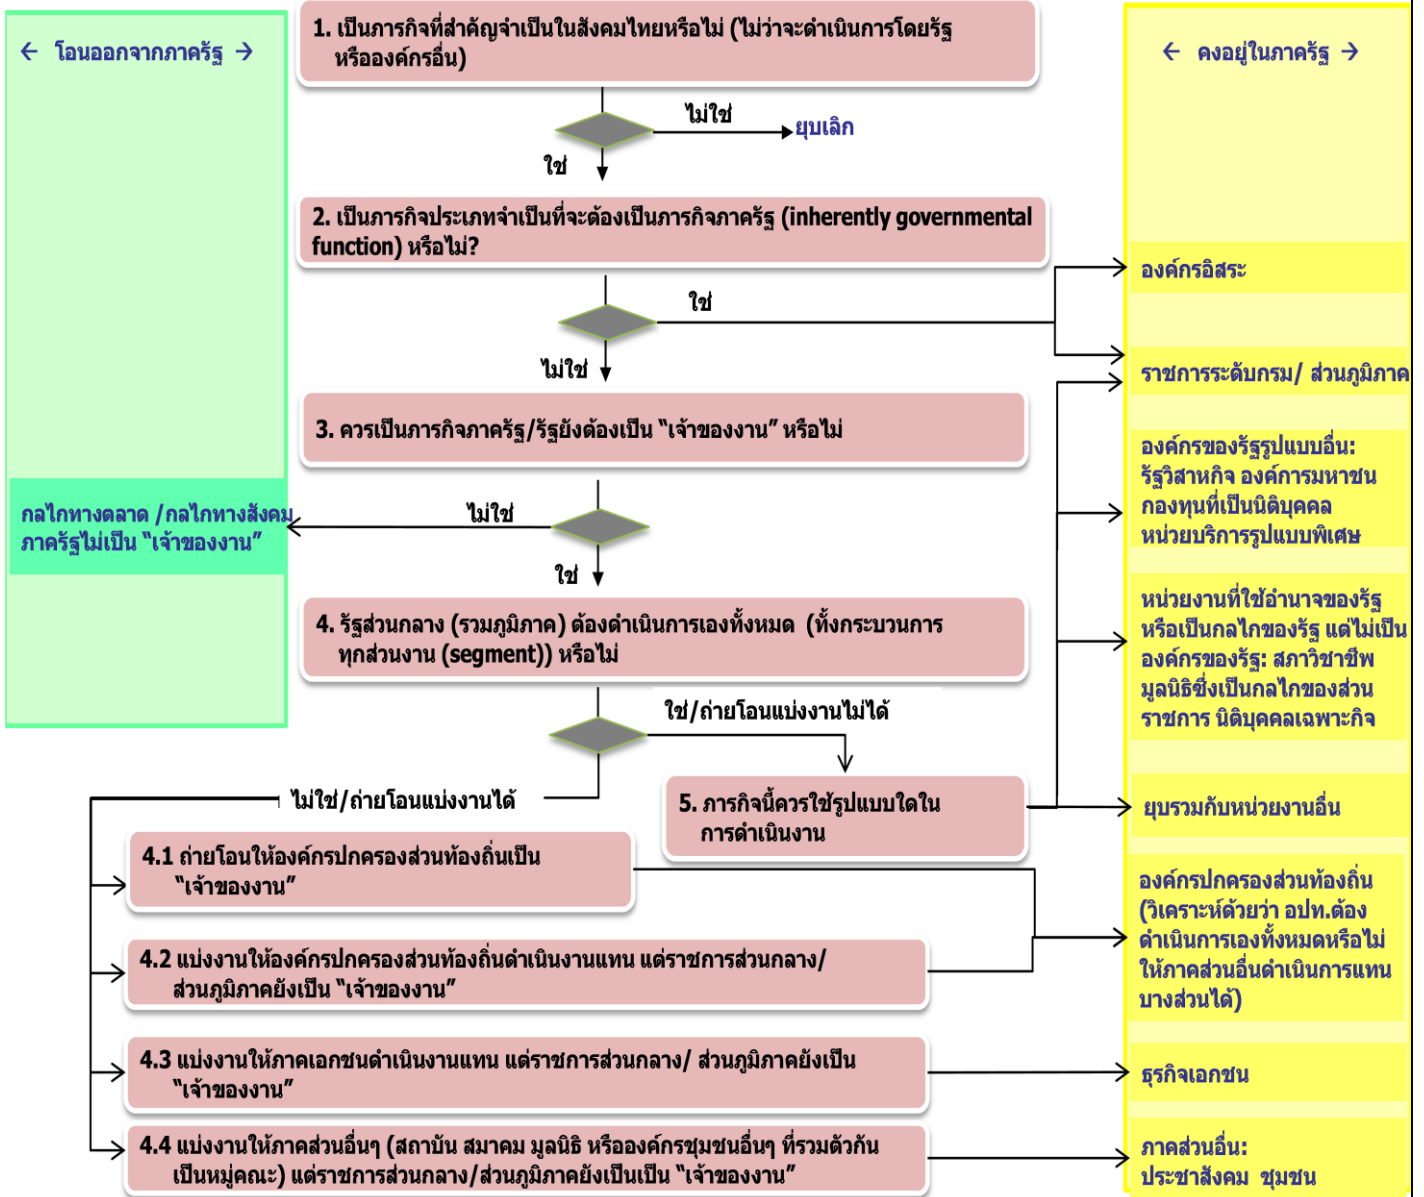 ← โอนออกจากภาครัฐ →
1. เป็นภารกิจที่สำคัญจำเป็นในสังคมไทยหรือไม่ (ไม่ว่าจะดำเนินการโดยรัฐ
หรือองค์กรอื่น)
← คงอยู่ในภาครัฐ →
ไม่ใช่
ยุบเลิก
ใช่
2. เป็นภารกิจประเภทจำเป็นที่จะต้องเป็นภารกิจภาครัฐ (inherently governmental
function) หรือไม่?
ใช่
องค์กรอิสระ
ไม่ใช่
ราชการระดับกรม/ ส่วนภูมิภาค
3. ควรเป็นภารกิจภาครัฐ/รัฐยังต้องเป็น “เจ้าของงาน” หรือไม่
องค์กรของรัฐรูปแบบอื่น:
รัฐวิสาหกิจ องค์การมหาชน
กองทุนที่เป็นนิติบุคคล
หน่วยบริการรูปแบบพิเศษ
ไม่ใช่
กลไกทางตลาด /กลไกทางสังคม
ภาครัฐไม่เป็น “เจ้าของงาน”
ใช่
4. รัฐส่วนกลาง (รวมภูมิภาค) ต้องดำเนินการเองทั้งหมด (ทั้งกระบวนการ
ทุกส่วนงาน (segment)) หรือไม่
หน่วยงานที่ใช้อำนาจของรัฐ
หรือเป็นกลไกของรัฐ แต่ไม่เป็น
องค์กรของรัฐ: สภาวิชาชีพ
มูลนิธิซึ่งเป็นกลไกของส่วน
ราชการ นิติบุคคลเฉพาะกิจ
ใช่/ถ่ายโอนแบ่งงานไม่ได้
ไม่ใช่/ถ่ายโอนแบ่งงานได้
5. ภารกิจนี้ควรใช้รูปแบบใดใน
การดำเนินงาน
ยุบรวมกับหน่วยงานอื่น
4.1 ถ่ายโอนให้องค์กรปกครองส่วนท้องถิ่นเป็น
“เจ้าของงาน”
องค์กรปกครองส่วนท้องถิ่น
(วิเคราะห์ด้วยว่า อปท.ต้อง
ดำเนินการเองทั้งหมดหรือไม่
ให้ภาคส่วนอื่นดำเนินการแทน
บางส่วนได้)
4.2 แบ่งงานให้องค์กรปกครองส่วนท้องถิ่นดำเนินงานแทน แต่ราชการส่วนกลาง/
ส่วนภูมิภาคยังเป็น “เจ้าของงาน”
4.3 แบ่งงานให้ภาคเอกชนดำเนินงานแทน แต่ราชการส่วนกลาง/ ส่วนภูมิภาคยังเป็น
“เจ้าของงาน”
ธุรกิจเอกชน
4.4 แบ่งงานให้ภาคส่วนอื่นๆ (สถาบัน สมาคม มูลนิธิ หรือองค์กรชุมชนอื่นๆ ที่รวมตัวกัน
เป็นหมู่คณะ) แต่ราชการส่วนกลาง/ส่วนภูมิภาคยังเป็นเป็น “เจ้าของงาน”
ภาคส่วนอื่น:
ประชาสังคม ชุมชน